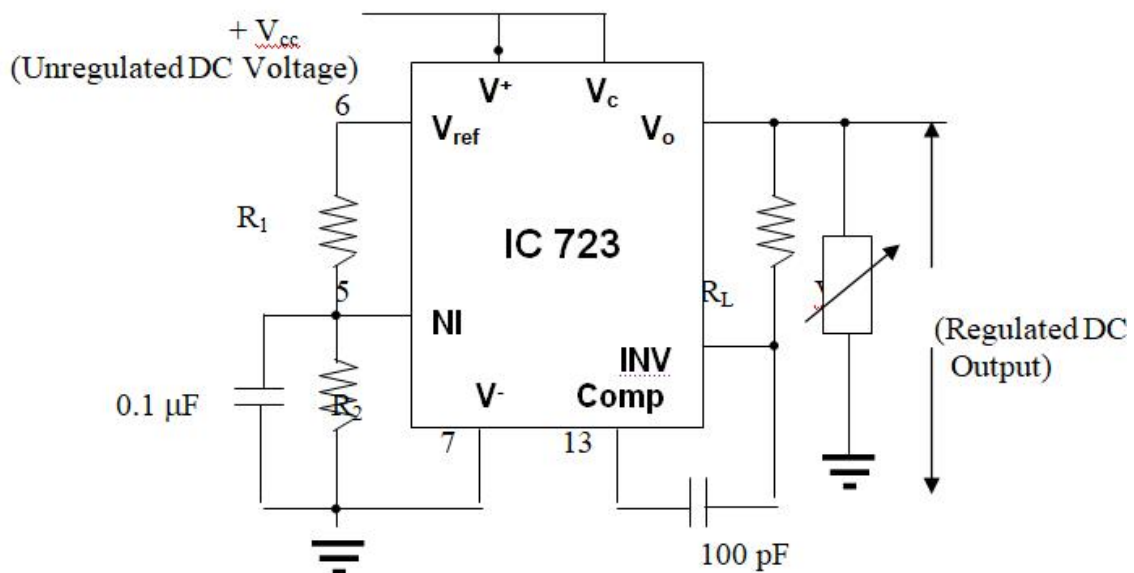 + Vcc
(Unregulated DC Voltage)
V+
Vc
6
Vref
Vo
R1
IC 723
5
RL
NI
(Regulated DC
Output)
INV
0.1 μF
R2
V-
Comp
7
13
100 pF